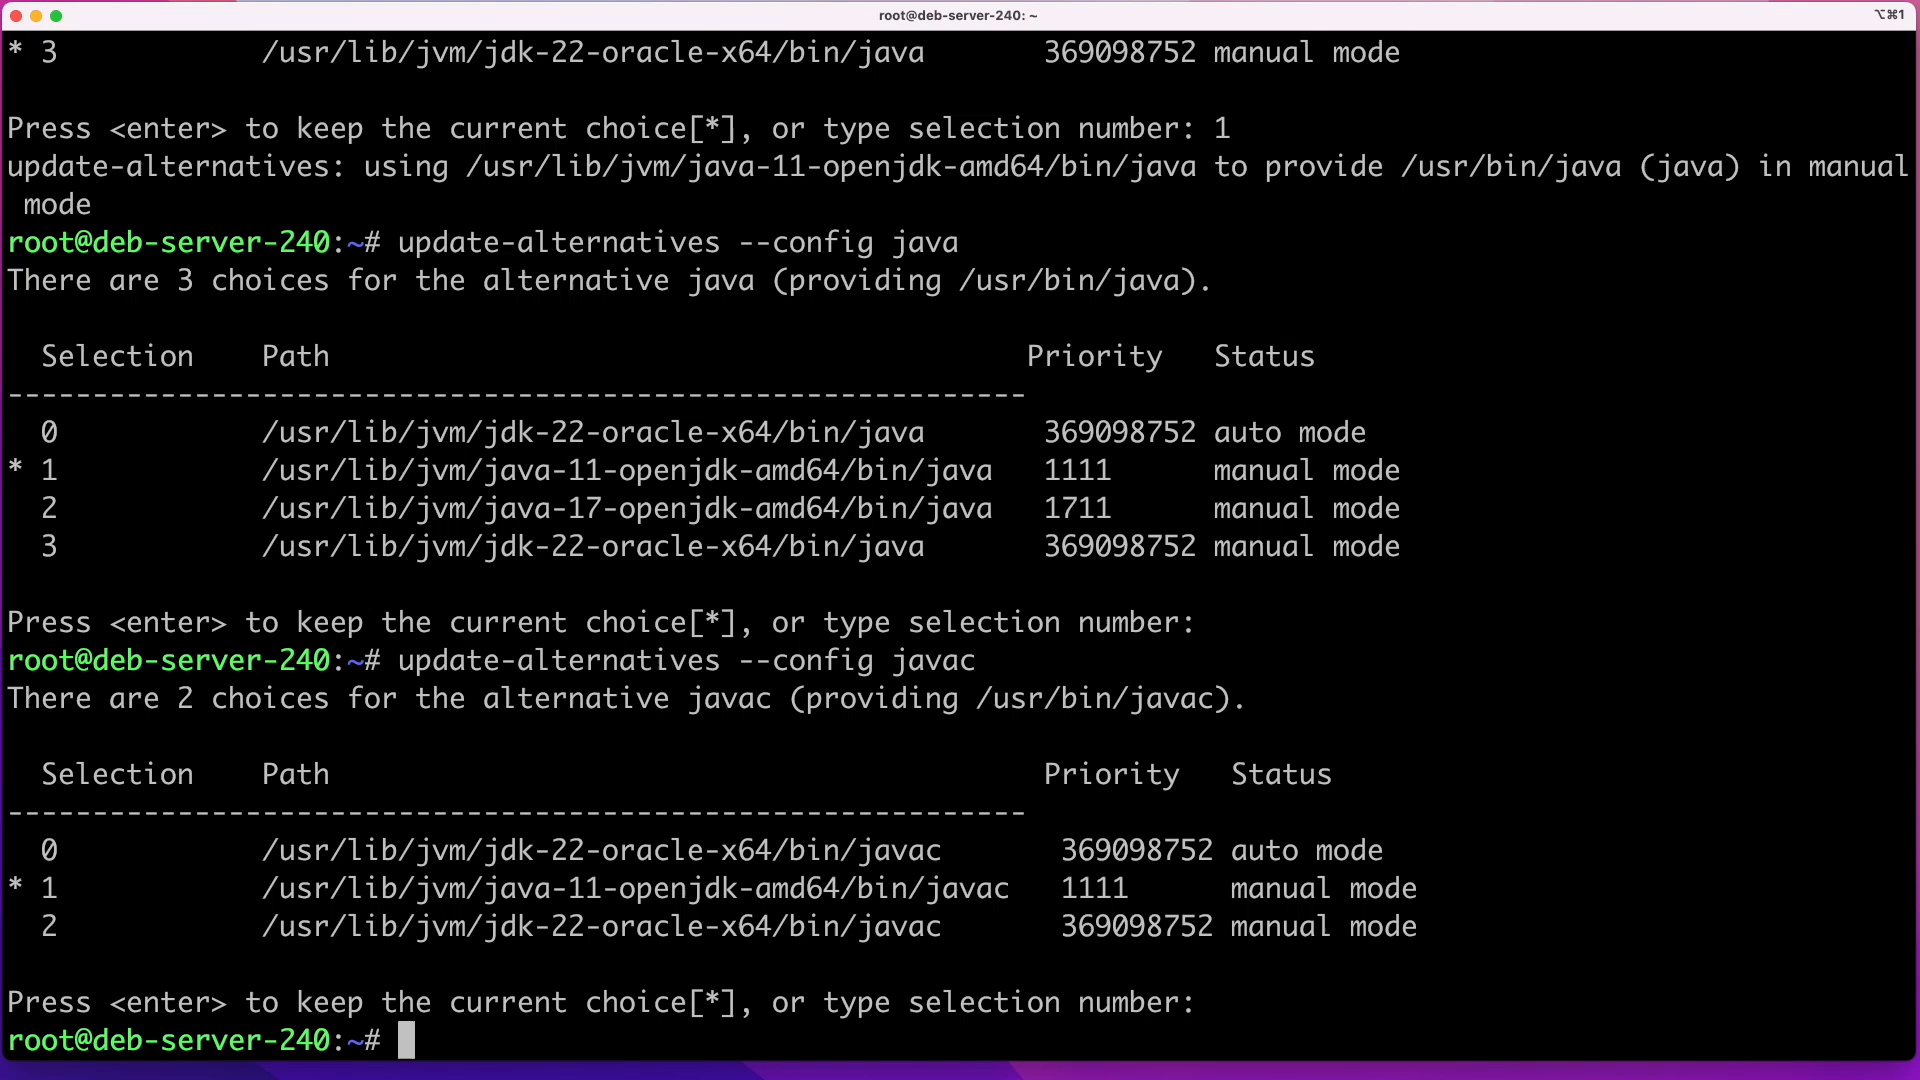 root@deb-server-240: ~
⌥⌘1
* 3            /usr/lib/jvm/jdk-22-oracle-x64/bin/java       369098752 manual mode
Press <enter> to keep the current choice[*], or type selection number: 1
update-alternatives: using /usr/lib/jvm/java-11-openjdk-amd64/bin/java to provide /usr/bin/java (java) in manual
 mode
root@deb-server-240:~# update-alternatives --config java
There are 3 choices for the alternative java (providing /usr/bin/java).
  Selection    Path                                         Priority   Status
------------------------------------------------------------
  0            /usr/lib/jvm/jdk-22-oracle-x64/bin/java       369098752 auto mode
* 1            /usr/lib/jvm/java-11-openjdk-amd64/bin/java   1111      manual mode
  2            /usr/lib/jvm/java-17-openjdk-amd64/bin/java   1711      manual mode
  3            /usr/lib/jvm/jdk-22-oracle-x64/bin/java       369098752 manual mode
Press <enter> to keep the current choice[*], or type selection number:
root@deb-server-240:~# update-alternatives --config javac
There are 2 choices for the alternative javac (providing /usr/bin/javac).
  Selection    Path                                          Priority   Status
------------------------------------------------------------
  0            /usr/lib/jvm/jdk-22-oracle-x64/bin/javac       369098752 auto mode
* 1            /usr/lib/jvm/java-11-openjdk-amd64/bin/javac   1111      manual mode
  2            /usr/lib/jvm/jdk-22-oracle-x64/bin/javac       369098752 manual mode
Press <enter> to keep the current choice[*], or type selection number:
root@deb-server-240:~#